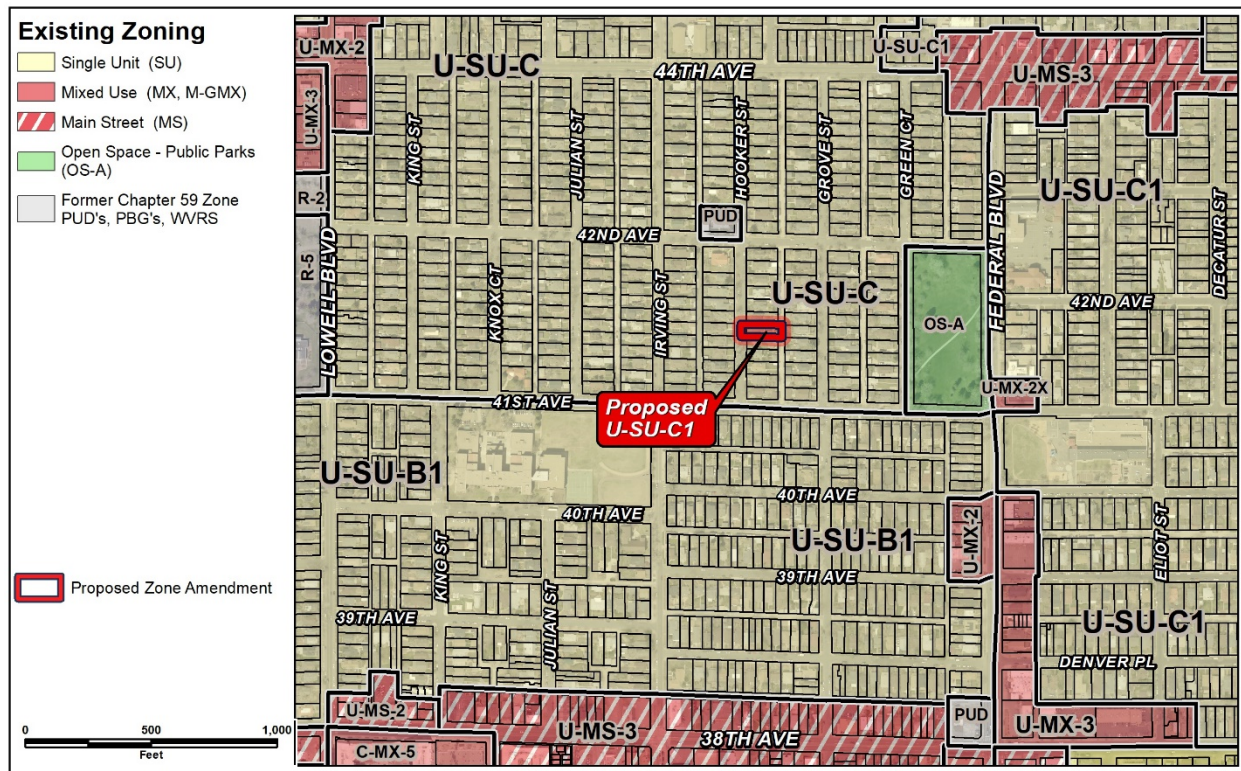 Existing Zoning
Single Unit (SU)
Mixed Use (MX, M-GMX)
Main Street (MS)
Open Space - Public Parks
(OS-A)
Former Chapter 59 Zone
PUD's, PBG's, WVRS
Proposed Zone Amendment
0 500 1,000
Feet
U-MX-2
U-SU-C
44TH AVE
U-SU-C1
U-MS-3
U-MX-3
KING ST
JULIAN ST
HOOKER ST
GROVE ST
GREEN CT
FEDERAL BLVD
U-SU-C1
DECATUR ST
R-2
PUD
42ND AVE
R-5
LOWELL BLVD
KNOX CT
IRVING ST
U-SU-C
42ND AVE
OS-A
U-MX-2X
41ST AVE
Proposed
U-SU-C1
U-SU-B1
40TH AVE
40TH AVE
U-SU-B1
U-MX-2
ELIOT ST
KING ST
39TH AVE
39TH AVE
JULIAN ST
U-SU-C1
DENVER PL
U-MS-2
U-MS-3
38TH AVE
PUD
U-MX-3
C-MX-5